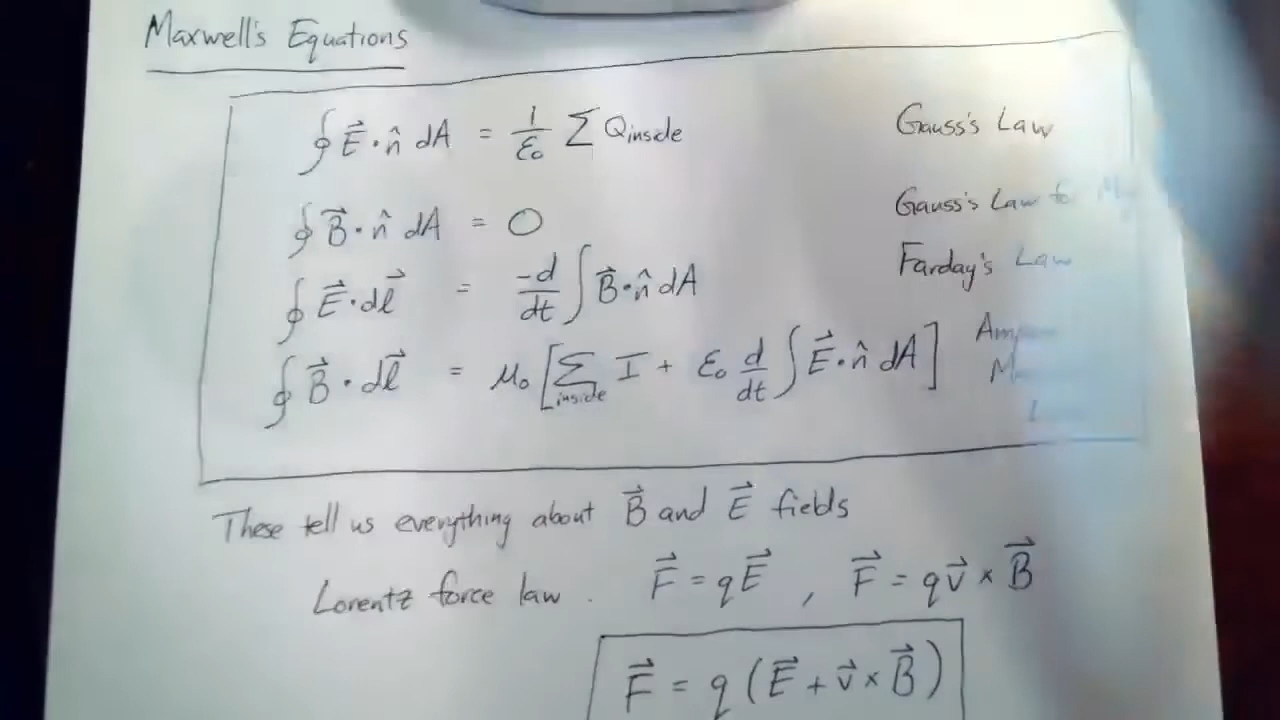 Maxwell's Equations
∮ E⃗·n̂ dA = 1/ε₀ ∑ Qinside Gauss's Law
∮ B⃗·n̂ dA = 0 Gauss's Law
∮ E⃗·dl⃗ = -d/dt ∫ B⃗·n̂ dA Farday's Law
∮ B⃗·dl⃗ = μ₀ [∑inside I + ε₀ d/dt ∫ E⃗·n̂ dA]
These tell us everything about B⃗ and E⃗ fields
Lorentz force law. F⃗ = qE⃗ , F⃗ = qv⃗ × B⃗
F⃗ = q (E⃗ + v⃗ × B⃗)